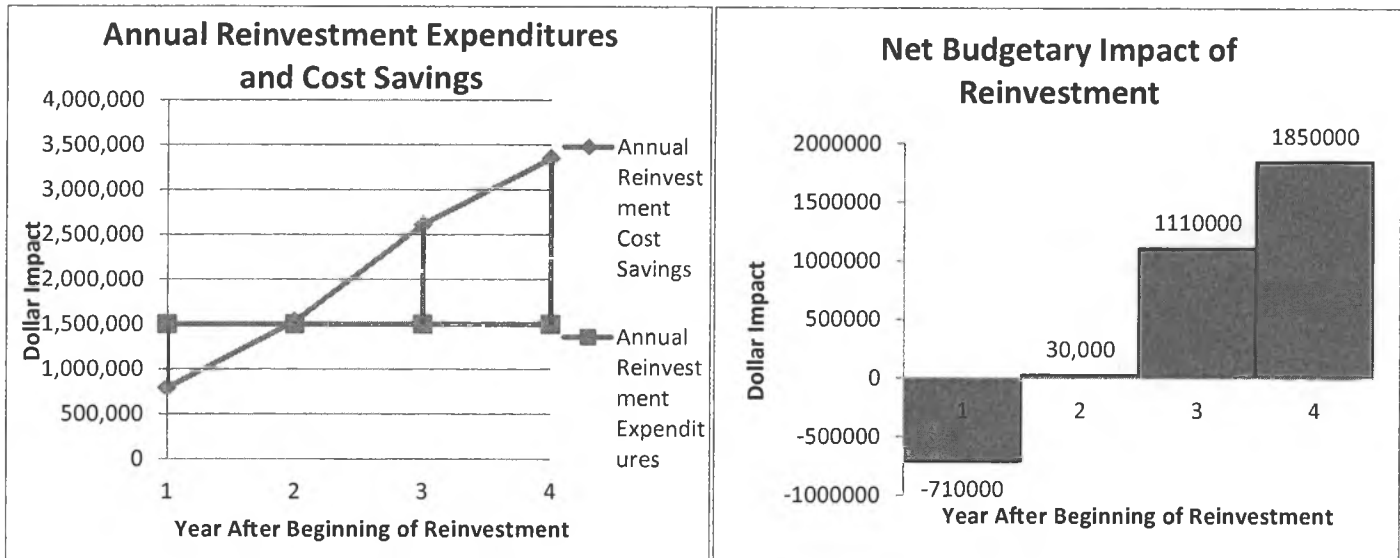 Annual Reinvestment Expenditures
and Cost Savings
4,000,000
3,500,000
3,000,000
2,500,000
2,000,000
1,500,000
1,000,000
500,000
0
Dollar Impact
1 2 3 4
Year After Beginning of Reinvestment
Annual
Reinvest
ment
Cost
Savings
Annual
Reinvest
ment
Expendit
ures
Net Budgetary Impact of
Reinvestment
2000000
1500000
1000000
500000
0
-500000
-1000000
Dollar Impact
-710000
30,000
1110000
1850000
1 2 3 4
Year After Beginning of Reinvestment